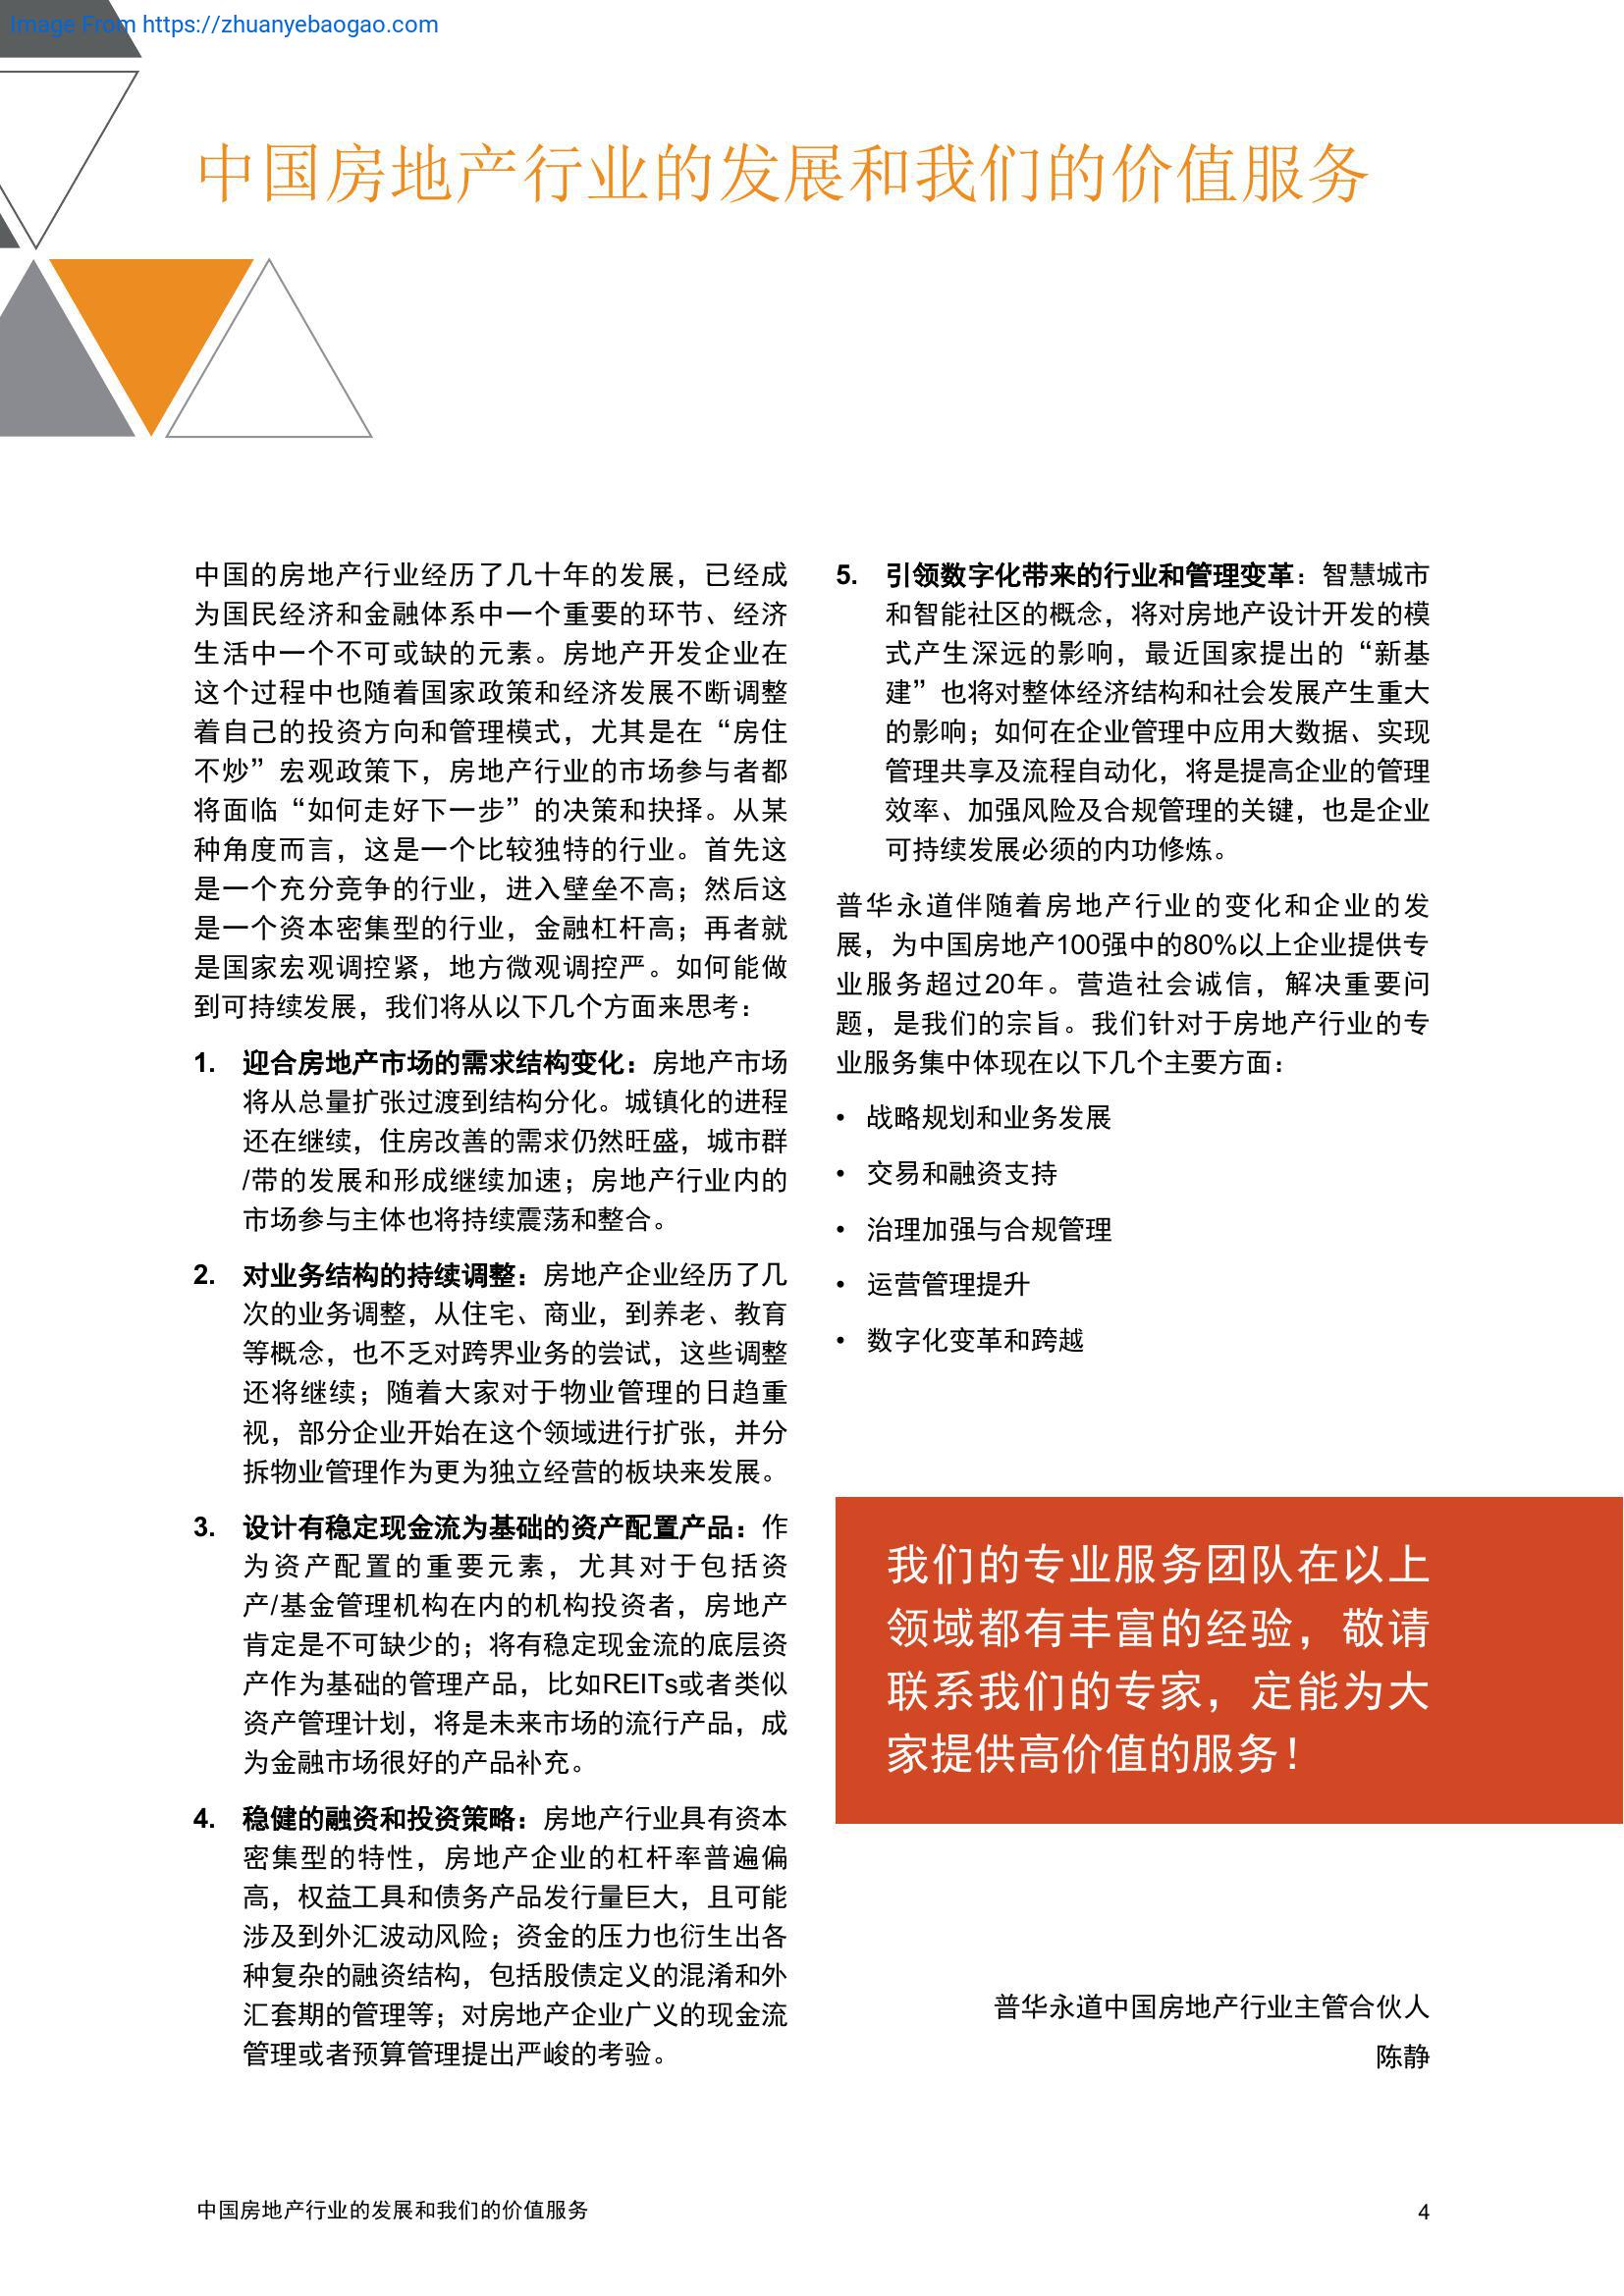 Image From https://zhuanyebaogao.com
中国房地产行业的发展和我们的价值服务
中国的房地产行业经历了几十年的发展，已经成
为国民经济和金融体系中一个重要的环节、经济
生活中一个不可或缺的元素。房地产开发企业在
这个过程中也随着国家政策和经济发展不断调整
着自己的投资方向和管理模式，尤其是在“房住
不炒”宏观政策下，房地产行业的市场参与者都
将面临“如何走好下一步”的决策和抉择。从某
种角度而言，这是一个比较独特的行业。首先这
是一个充分竞争的行业，进入壁垒不高；然后这
是一个资本密集型的行业，金融杠杆高；再者就
是国家宏观调控紧，地方微观调控严。如何能做
到可持续发展，我们将从以下几个方面来思考：
1. 迎合房地产市场的需求结构变化：房地产市场
将从总量扩张过渡到结构分化。城镇化的进程
还在继续，住房改善的需求仍然旺盛，城市群
/带的发展和形成继续加速；房地产行业内的
市场参与主体也将持续震荡和整合。
2. 对业务结构的持续调整：房地产企业经历了几
次的业务调整，从住宅、商业，到养老、教育
等概念，也不乏对跨界业务的尝试，这些调整
还将继续；随着大家对于物业管理的日趋重
视，部分企业开始在这个领域进行扩张，并分
拆物业管理作为更为独立经营的板块来发展。
3. 设计有稳定现金流为基础的资产配置产品：作
为资产配置的重要元素，尤其对于包括资
产/基金管理机构在内的机构投资者，房地产
肯定是不可缺少的；将有稳定现金流的底层资
产作为基础的管理产品，比如REITs或者类似
资产管理计划，将是未来市场的流行产品，成
为金融市场很好的产品补充。
4. 稳健的融资和投资策略：房地产行业具有资本
密集型的特性，房地产企业的杠杆率普遍偏
高，权益工具和债务产品发行量巨大，且可能
涉及到外汇波动风险；资金的压力也衍生出各
种复杂的融资结构，包括股债定义的混淆和外
汇套期的管理等；对房地产企业广义的现金流
管理或者预算管理提出严峻的考验。
5. 引领数字化带来的行业和管理变革：智慧城市
和智能社区的概念，将对房地产设计开发的模
式产生深远的影响，最近国家提出的“新基
建”也将对整体经济结构和社会发展产生重大
的影响；如何在企业管理中应用大数据、实现
管理共享及流程自动化，将是提高企业的管理
效率、加强风险及合规管理的关键，也是企业
可持续发展必须的内功修炼。
普华永道伴随着房地产行业的变化和企业的发
展，为中国房地产100强中的80%以上企业提供专
业服务超过20年。营造社会诚信，解决重要问
题，是我们的宗旨。我们针对于房地产行业的专
业服务集中体现在以下几个主要方面：
• 战略规划和业务发展
• 交易和融资支持
• 治理加强与合规管理
• 运营管理提升
• 数字化变革和跨越
我们的专业服务团队在以上
领域都有丰富的经验，敬请
联系我们的专家，定能为大
家提供高价值的服务！
普华永道中国房地产行业主管合伙人
陈静
中国房地产行业的发展和我们的价值服务
4